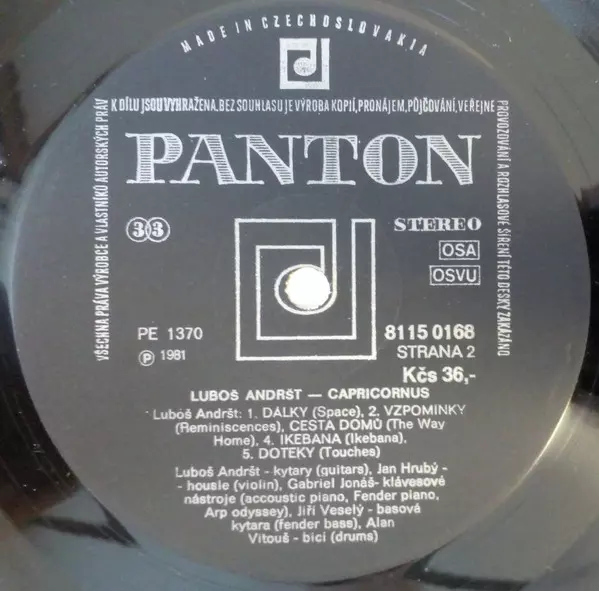 MADE IN CZECHOSLOVAKIA
VŠECHNA PRÁVA VÝROBCE A VLASTNÍKŮ AUTORSKÝCH PRÁV
K DÍLU JSOU VYHRAŽENA, BEZ SOUHLASU JE VÝROBA KOPIÍ, PRONÁJEM, PŮJČOVÁNÍ, VEŘEJNÉ
PROVOZOVÁNÍ A ROZHLASOVÉ ŠÍŘENÍ TÉTO DESKY ZAKÁZÁNO
PANTON
33
STEREO
OSA
OSVU
PE 1370
Ⓟ 1981
8115 0168
STRANA 2
Kčs 36,-
LUBOŠ ANDRŠT — CAPRICORNUS
Luboš Andršt: 1. DÁLKY (Space), 2. VZPOMINKY
(Reminiscences), CESTA DOMŮ (The Way
Home), 4. IKEBANA (Ikebana),
5. DOTEKY (Touches)
Luboš Andršt - kytary (guitars), Jan Hrubý -
- housle (violin), Gabriel Jonáš- klávesové
nástroje (accoustic piano, Fender piano,
Arp odyssey), Jiří Veselý - basová
kytara (fender bass), Alan
Vitouš - bicí (drums)